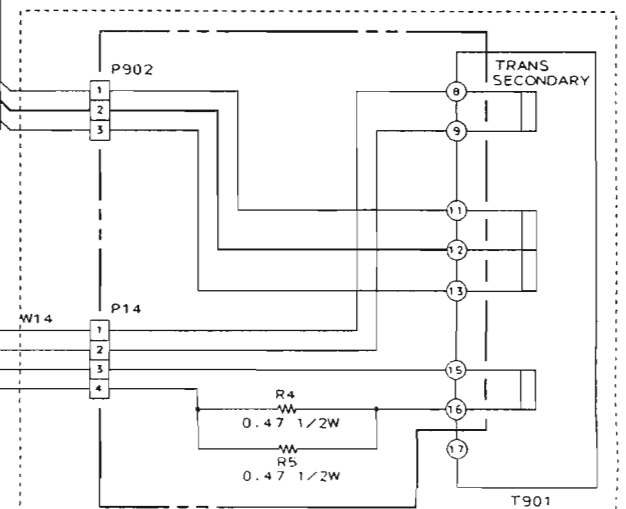 P902
1
2
3
TRANS
SECONDARY
8
9
11
12
13
W14
P14
1
2
3
4
15
16
17
R4
0.47 1/2W
R5
0.47 1/2W
T901